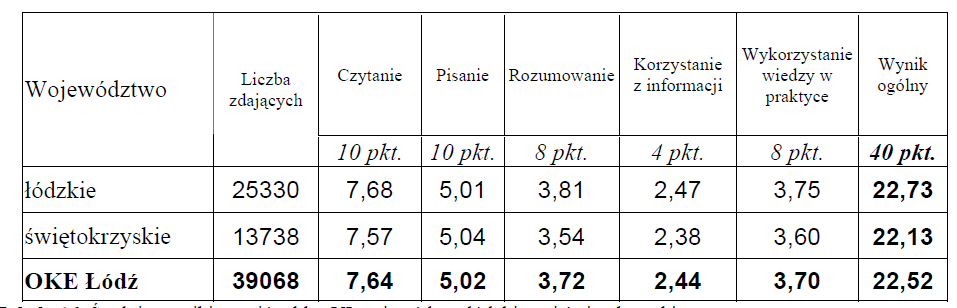 Województwo
Liczba
zdających
Czytanie
Pisanie
Rozumowanie
Korzystanie
z informacji
Wykorzystanie
wiedzy w
praktyce
Wynik
ogólny
10 pkt. 10 pkt. 8 pkt. 4 pkt. 8 pkt. 40 pkt.
łódzkie 25330 7,68 5,01 3,81 2,47 3,75 22,73
świętokrzyskie 13738 7,57 5,04 3,54 2,38 3,60 22,13
OKE Łódź 39068 7,64 5,02 3,72 2,44 3,70 22,52